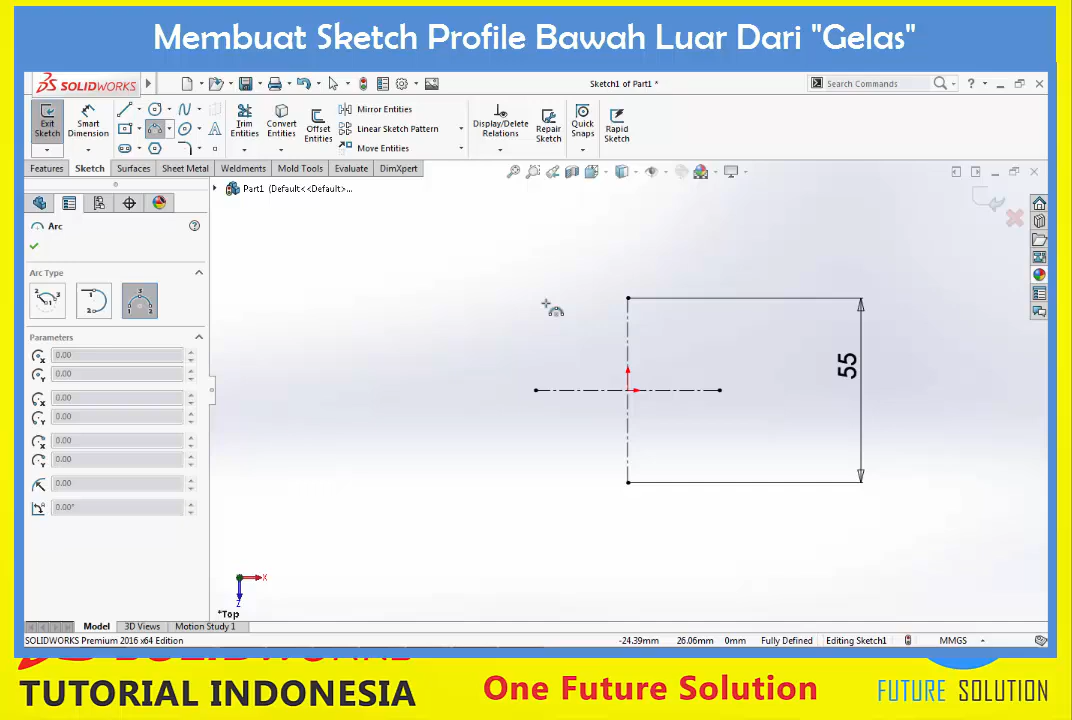 Membuat Sketch Profile Bawah Luar Dari "Gelas"
SOLIDWORKS
Sketch1 of Part1 *
Search Commands
Exit Sketch
Smart Dimension
Trim Entities
Convert Entities
Offset Entities
Mirror Entities
Linear Sketch Pattern
Move Entities
Display/Delete Relations
Repair Sketch
Quick Snaps
Rapid Sketch
Features
Sketch
Surfaces
Sheet Metal
Weldments
Mold Tools
Evaluate
DimXpert
Part1 (Default<<Default>...
Arc
Arc Type
Parameters
0.00
0.00
0.00
0.00
0.00
0.00
0.00
0.00°
55
X
Z
*Top
Model
3D Views
Motion Study 1
SOLIDWORKS Premium 2016 x64 Edition
-24.39mm
26.06mm
0mm
Fully Defined
Editing Sketch1
MMGS
TUTORIAL INDONESIA
One Future Solution
FUTURE SOLUTION